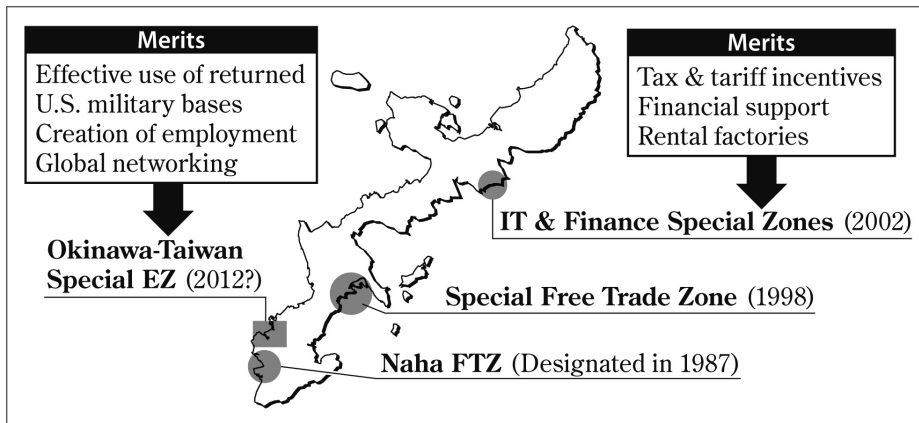 Merits
Effective use of returned
U.S. military bases
Creation of employment
Global networking
Okinawa-Taiwan
Special EZ (2012?)
Merits
Tax & tariff incentives
Financial support
Rental factories
IT & Finance Special Zones (2002)
Special Free Trade Zone (1998)
Naha FTZ (Designated in 1987)